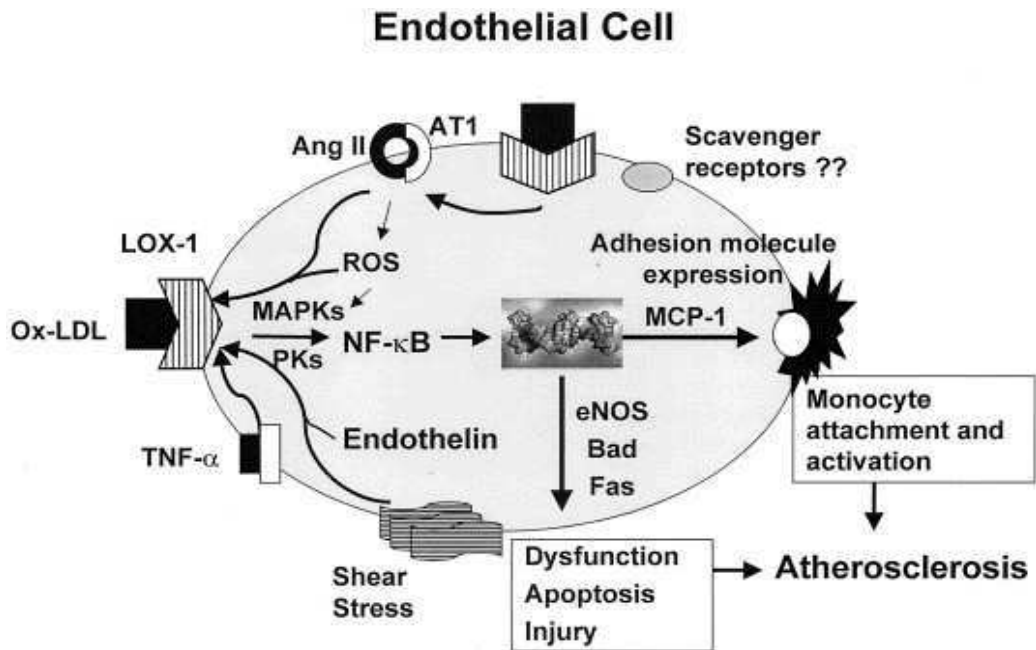 Endothelial Cell
Ang II
AT1
Scavenger
receptors ??
LOX-1
ROS
Adhesion molecule
expression
Ox-LDL
MAPKs
NF-κB
PKs
MCP-1
TNF-α
Endothelin
eNOS
Bad
Fas
Monocyte
attachment and
activation
Shear
Stress
Dysfunction
Apoptosis
Injury
Atherosclerosis